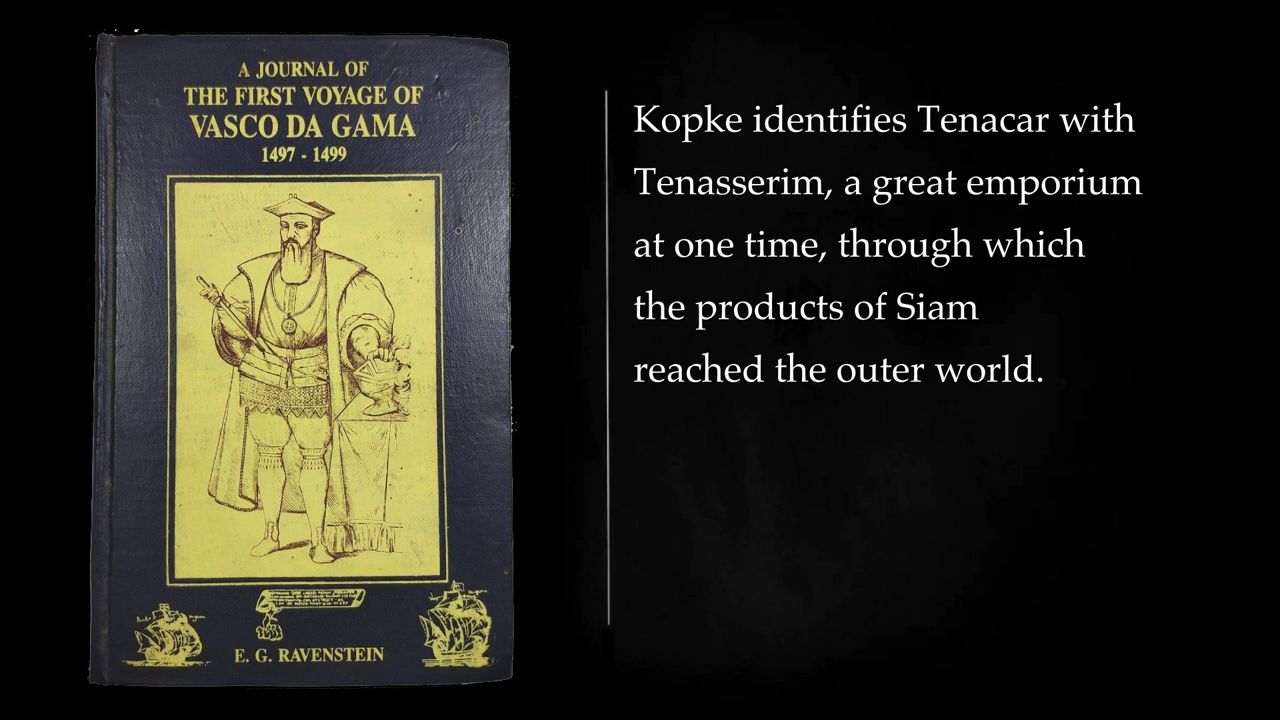 A JOURNAL OF
THE FIRST VOYAGE OF
VASCO DA GAMA
1497 - 1499
E. G. RAVENSTEIN
Kopke identifies Tenacar with
Tenasserim, a great emporium
at one time, through which
the products of Siam
reached the outer world.